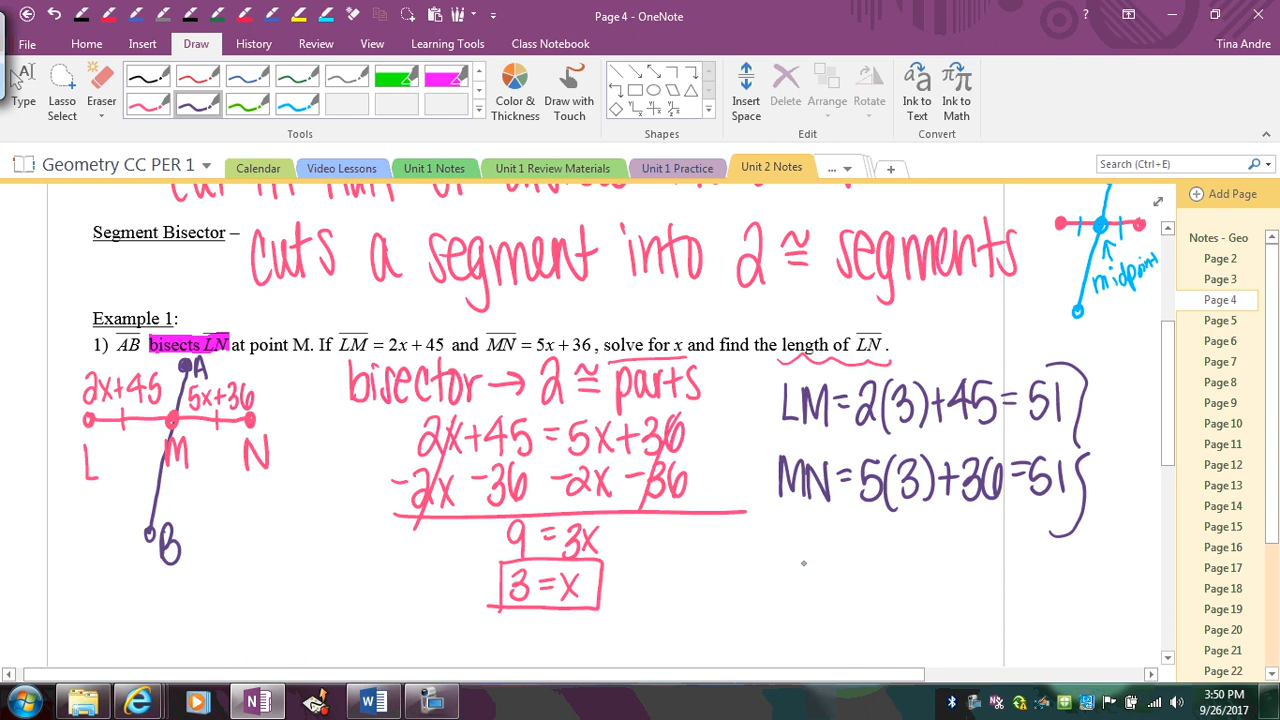 Page 4 - OneNote
?
File
Home
Insert
Draw
History
Review
View
Learning Tools
Class Notebook
Tina Andre
Type
Lasso Select
Eraser
Color & Thickness
Draw with Touch
Insert Space
Delete
Arrange
Rotate
Ink to Text
Ink to Math
Tools
Shapes
Edit
Convert
Geometry CC PER 1
Calendar
Video Lessons
Unit 1 Notes
Unit 1 Review Materials
Unit 1 Practice
Unit 2 Notes
...
Search (Ctrl+E)
Add Page
Segment Bisector –
cuts a segment into 2 ≅ segments
midpoint
Example 1:
1) AB bisects LN at point M. If LM = 2x + 45 and MN = 5x + 36, solve for x and find the length of LN.
A
2x+45 5x+36
L M N
B
bisector → 2 ≅ parts
2x+45 = 5x+36
-2x -36 -2x -36
9 = 3x
3 = x
LM = 2(3)+45 = 51
MN = 5(3)+36 = 51
Notes - Geo
Page 2
Page 3
Page 4
Page 5
Page 6
Page 7
Page 8
Page 9
Page 10
Page 11
Page 12
Page 13
Page 14
Page 15
Page 16
Page 17
Page 18
Page 19
Page 20
Page 21
Page 22
3:50 PM
9/26/2017